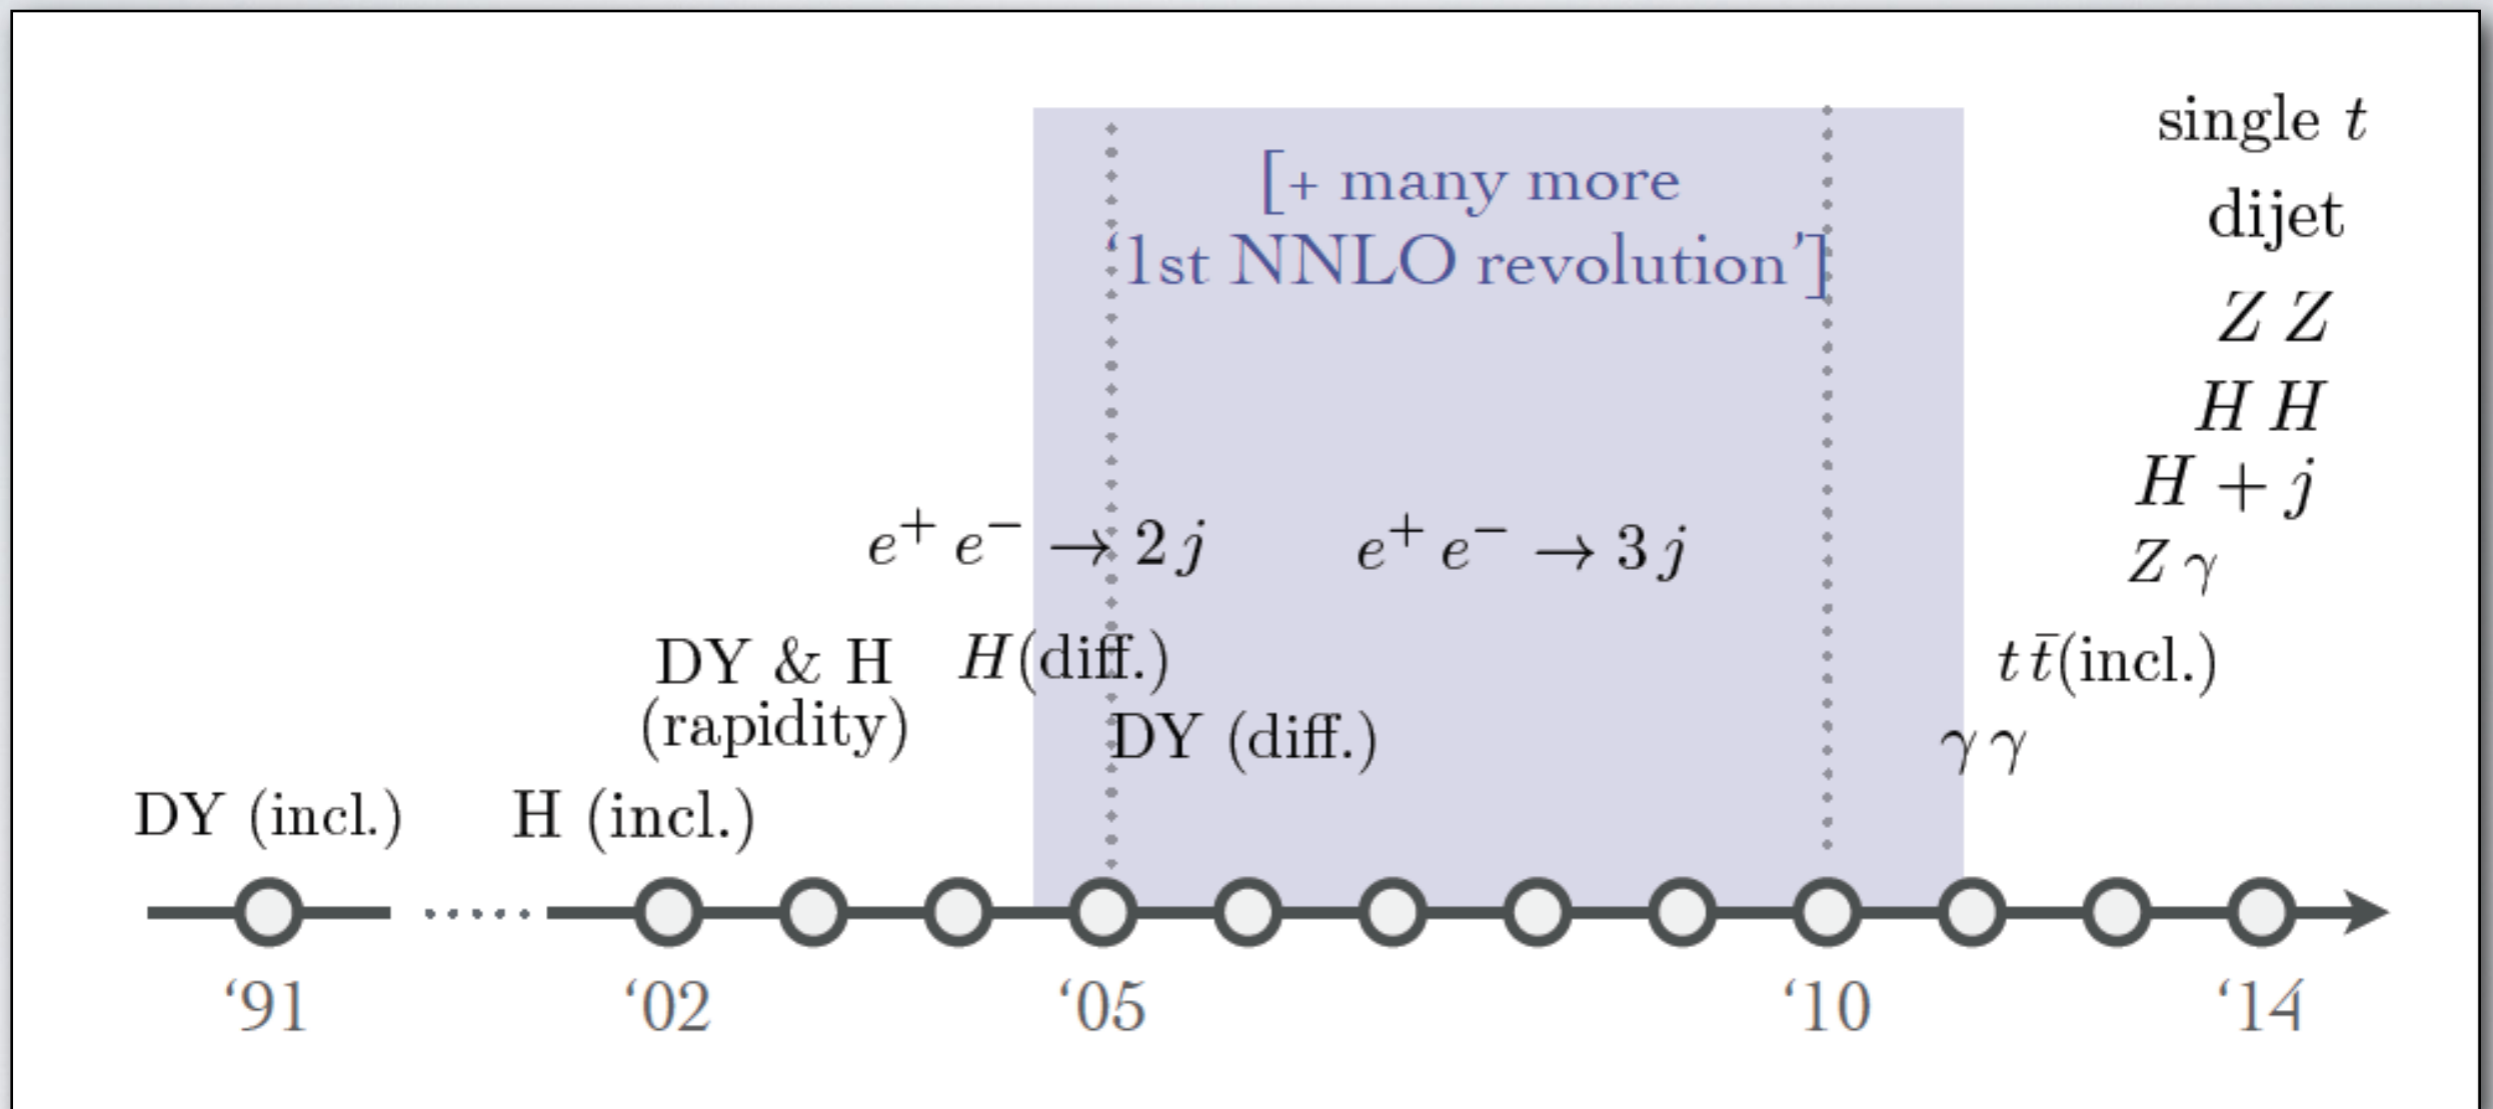 single t
[+ many more
‘1st NNLO revolution’]
dijet
Z Z
H H
H + j
e⁺ e⁻ → 2 j
e⁺ e⁻ → 3 j
Z γ
DY & H
(rapidity)
H(diff.)
t t̄(incl.)
DY (diff.)
γ γ
DY (incl.)
H (incl.)
‘91 ‘02 ‘05 ‘10 ‘14